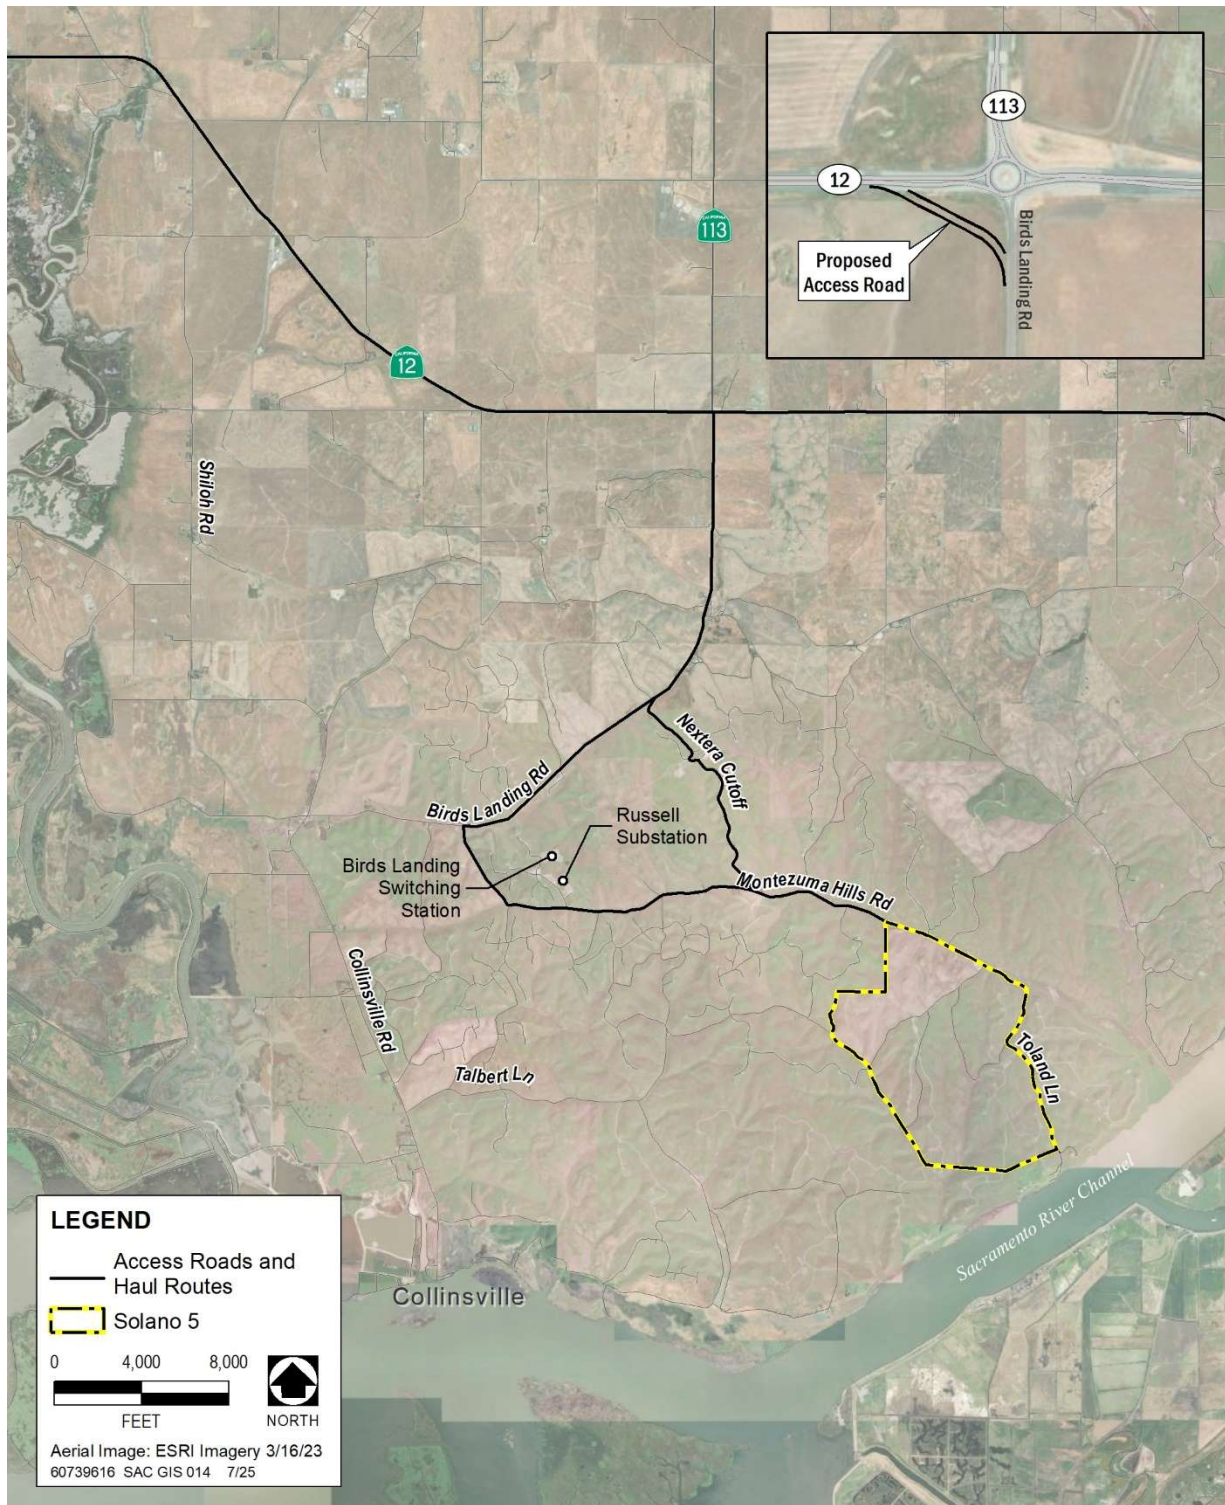 113
12
Proposed
Access Road
Birds Landing Rd
CALIFORNIA
113
CALIFORNIA
12
Shiloh Rd
Nextera Cutoff
Birds Landing Rd
Russell
Substation
Birds Landing
Switching
Station
Montezuma Hills Rd
Collinsville Rd
Talbert Ln
Toland Ln
Sacramento River Channel
Collinsville
LEGEND
Access Roads and
Haul Routes
Solano 5
0 4,000 8,000
FEET
NORTH
Aerial Image: ESRI Imagery 3/16/23
60739616 SAC GIS 014 7/25